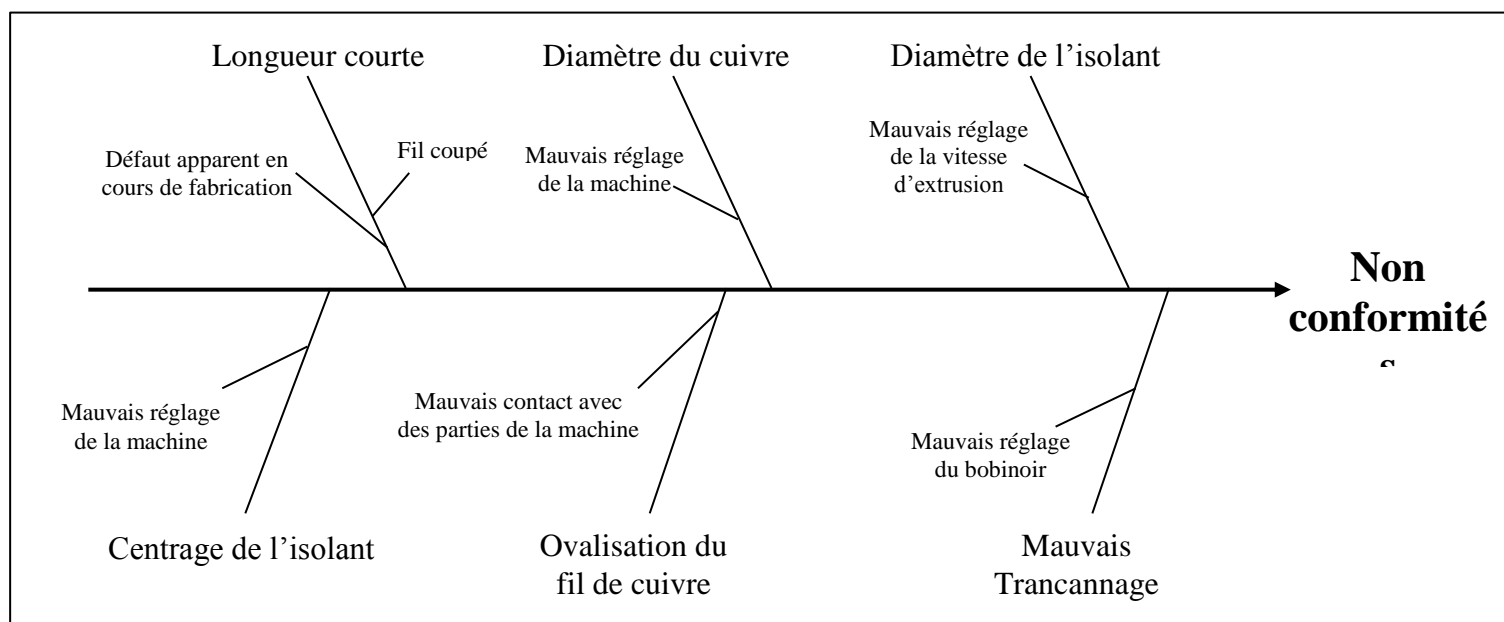 Longueur courte
Diamètre du cuivre
Diamètre de l’isolant
Défaut apparent en
cours de fabrication
Fil coupé
Mauvais réglage
de la machine
Mauvais réglage
de la vitesse
d’extrusion
Non
conformité
s
Mauvais réglage
de la machine
Mauvais contact avec
des parties de la machine
Mauvais réglage
du bobinoir
Centrage de l’isolant
Ovalisation du
fil de cuivre
Mauvais
Trancannage